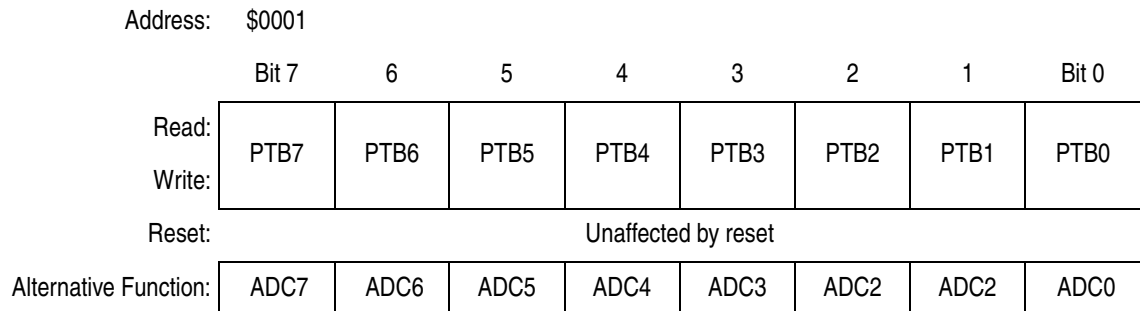 Address: $0001
Bit 7 6 5 4 3 2 1 Bit 0
Read:
PTB7 PTB6 PTB5 PTB4 PTB3 PTB2 PTB1 PTB0
Write:
Reset: Unaffected by reset
Alternative Function: ADC7 ADC6 ADC5 ADC4 ADC3 ADC2 ADC2 ADC0